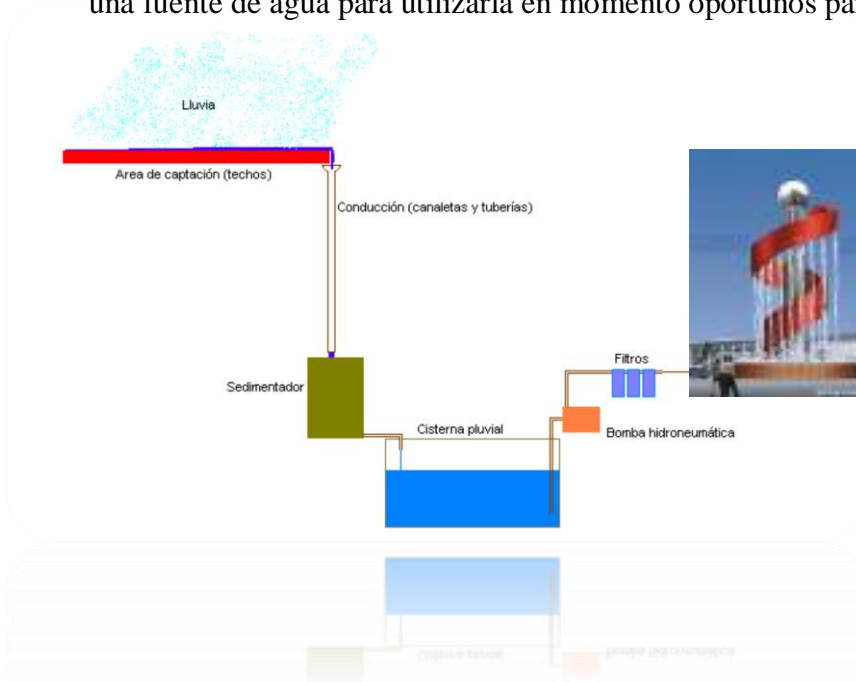 una fuente de agua para utilizarla en momento oportunos par
Lluvia
Area de captación (techos)
Conducción (canaletas y tuberías)
Sedimentador
Cisterna pluvial
Filtros
Bomba hidroneumática